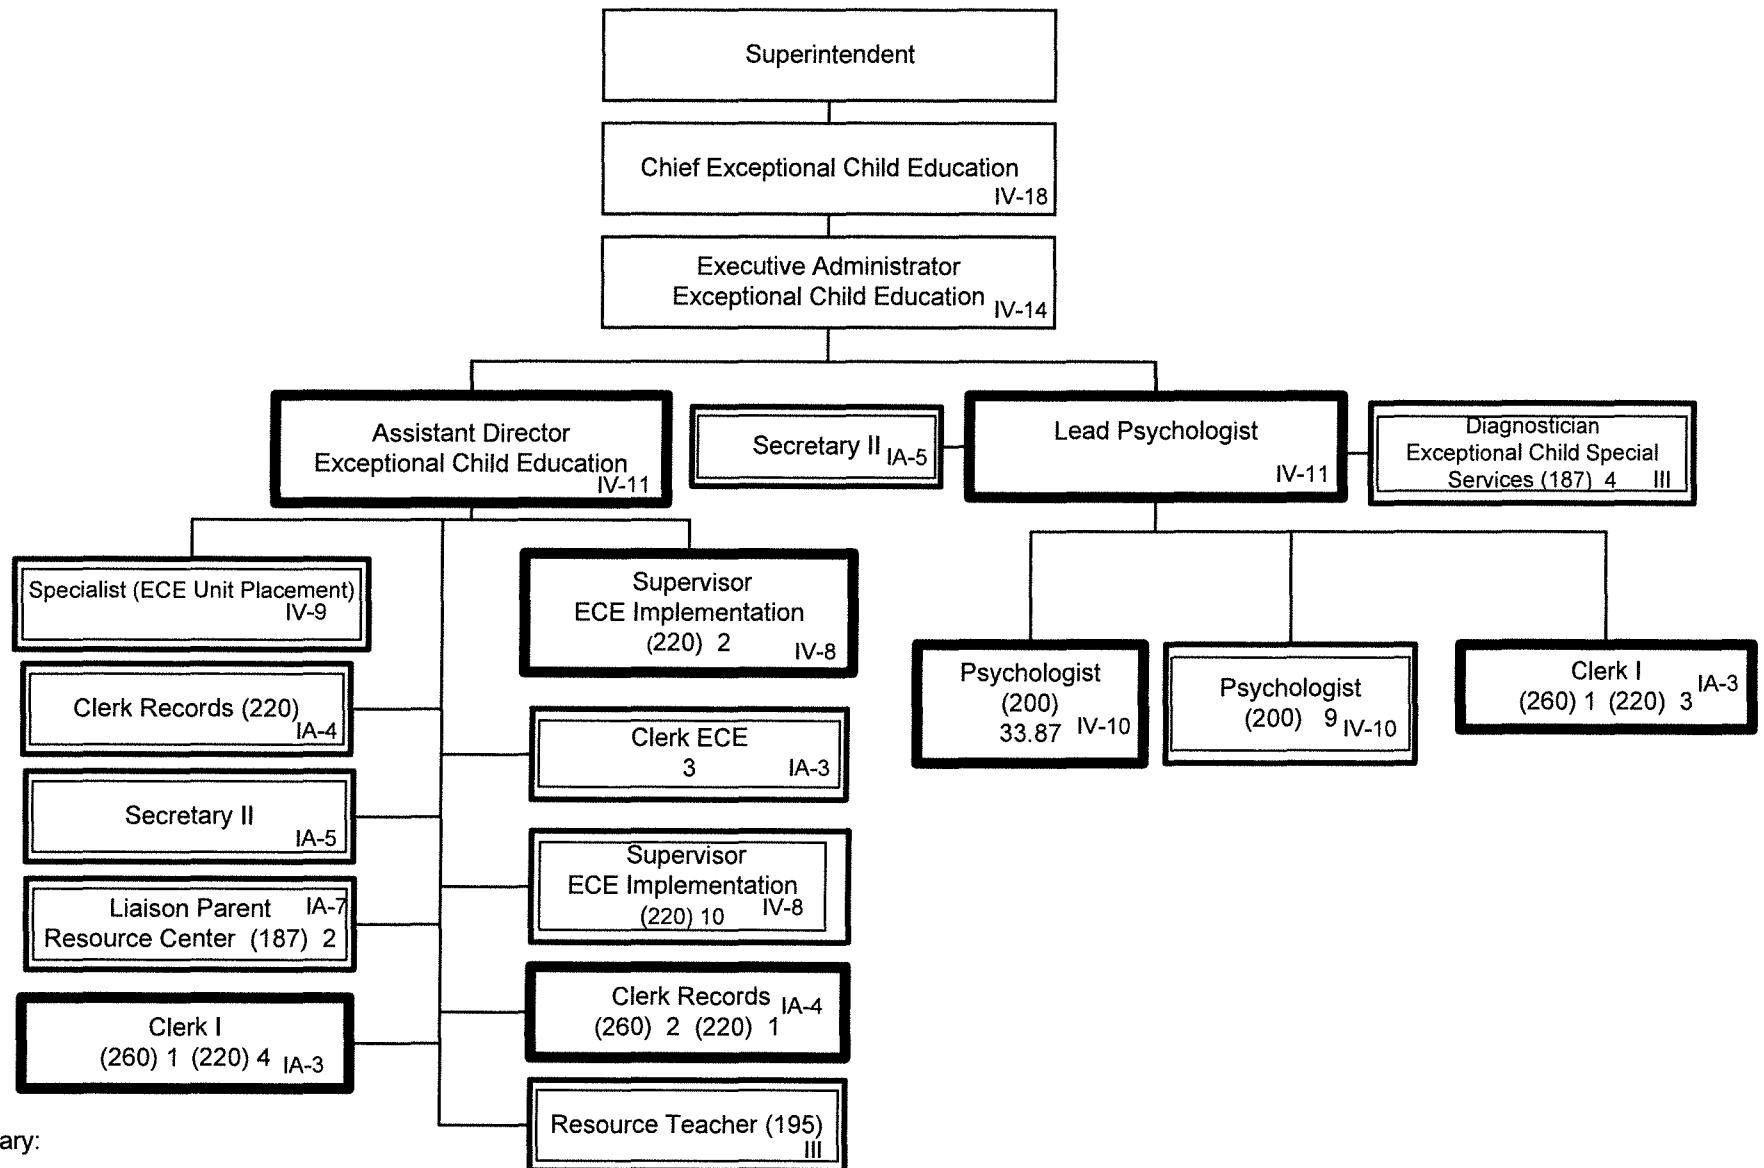 Superintendent
Chief Exceptional Child Education
IV-18
Executive Administrator
Exceptional Child Education IV-14
Assistant Director
Exceptional Child Education
IV-11
Secretary II IA-5
Lead Psychologist
IV-11
Diagnostician
Exceptional Child Special
Services (187) 4 III
Specialist (ECE Unit Placement)
IV-9
Supervisor
ECE Implementation
(220) 2 IV-8
Clerk Records (220)
IA-4
Clerk ECE
3 IA-3
Secretary II
IA-5
Supervisor
ECE Implementation
(220) 10 IV-8
Liaison Parent IA-7
Resource Center (187) 2
Clerk Records IA-4
(260) 2 (220) 1
Clerk I
(260) 1 (220) 4 IA-3
Resource Teacher (195)
III
Psychologist
(200)
33.87 IV-10
Psychologist
(200) 9 IV-10
Clerk I IA-3
(260) 1 (220) 3
ary: